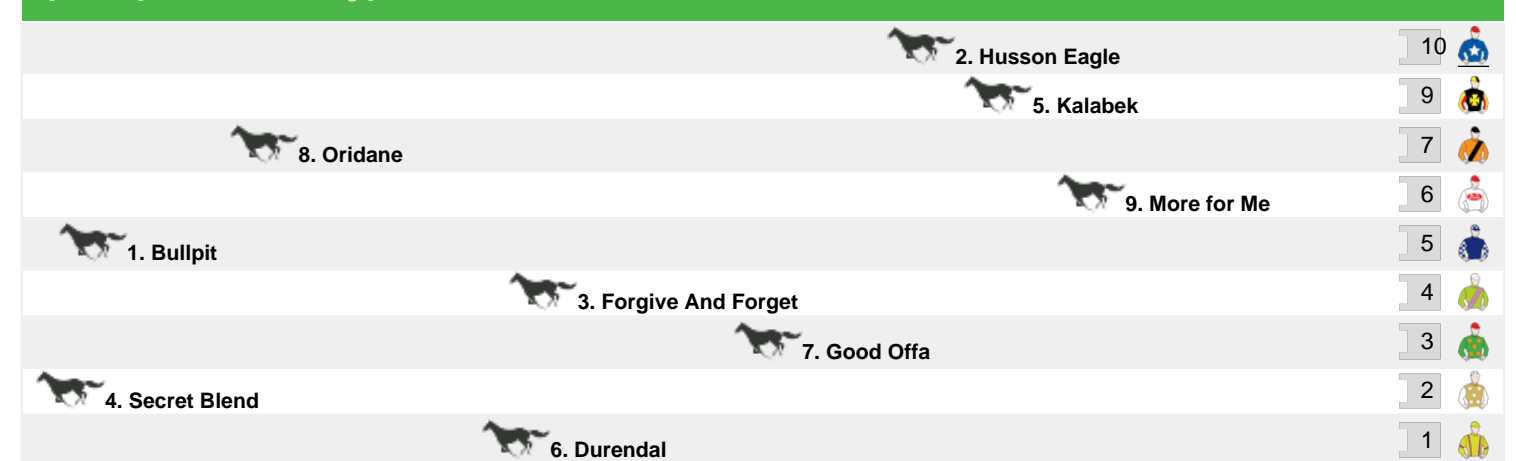 2. Husson Eagle 10
5. Kalabek 9
8. Oridane 7
9. More for Me 6
1. Bullpit 5
3. Forgive And Forget 4
7. Good Offa 3
4. Secret Blend 2
6. Durendal 1